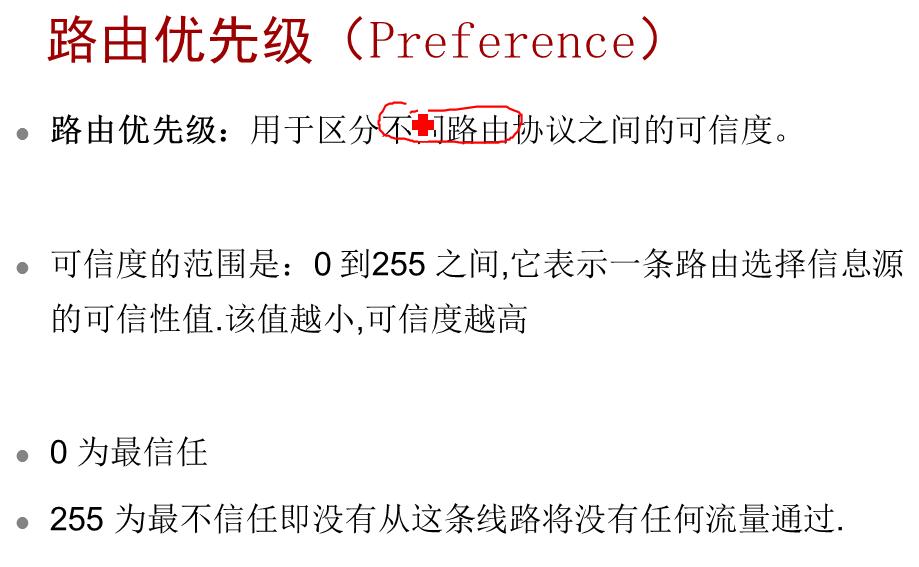 路由优先级（Preference）
路由优先级：用于区分不同路由协议之间的可信度。
可信度的范围是：0 到255 之间,它表示一条路由选择信息源
的可信性值.该值越小,可信度越高
0 为最信任
255 为最不信任即没有从这条线路将没有任何流量通过.